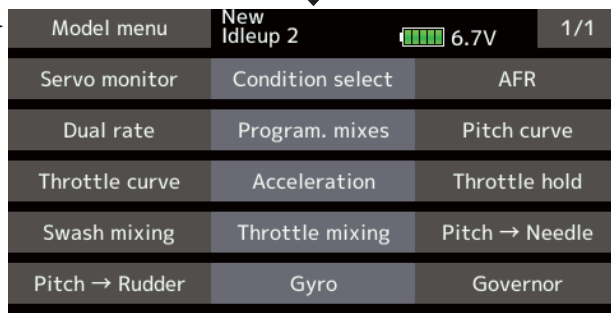 Model menu
New
Idleup 2
6.7V
1/1
Servo monitor
Condition select
AFR
Dual rate
Program. mixes
Pitch curve
Throttle curve
Acceleration
Throttle hold
Swash mixing
Throttle mixing
Pitch → Needle
Pitch → Rudder
Gyro
Governor